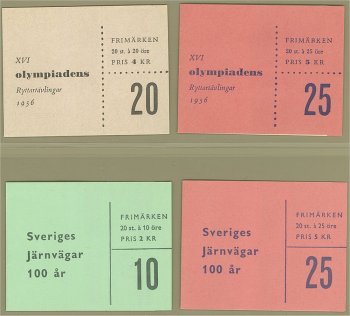 XVI
olympiadens
Ryttartävlingar
1956
FRIMÄRKEN
20 st. à 20 öre
PRIS 4 KR
20
XVI
olympiadens
Ryttartävlingar
1956
FRIMÄRKEN
20 st. à 25 öre
PRIS 5 KR
25
Sveriges
Järnvägar
100 år
FRIMÄRKEN
20 st. à 10 öre
PRIS 2 KR
10
Sveriges
Järnvägar
100 år
FRIMÄRKEN
20 st. à 25 öre
PRIS 5 KR
25